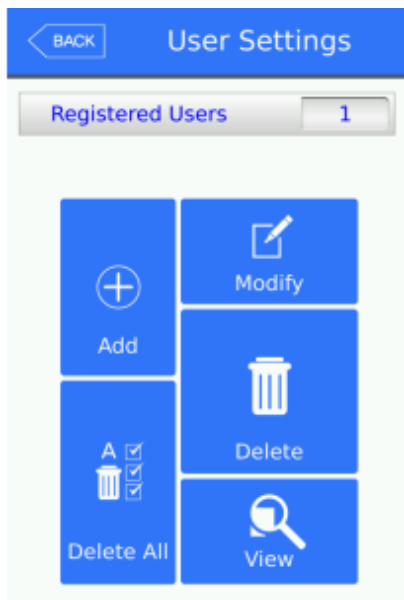 BACK User Settings
Registered Users 1
Modify
Add
Delete
A
Delete All
View